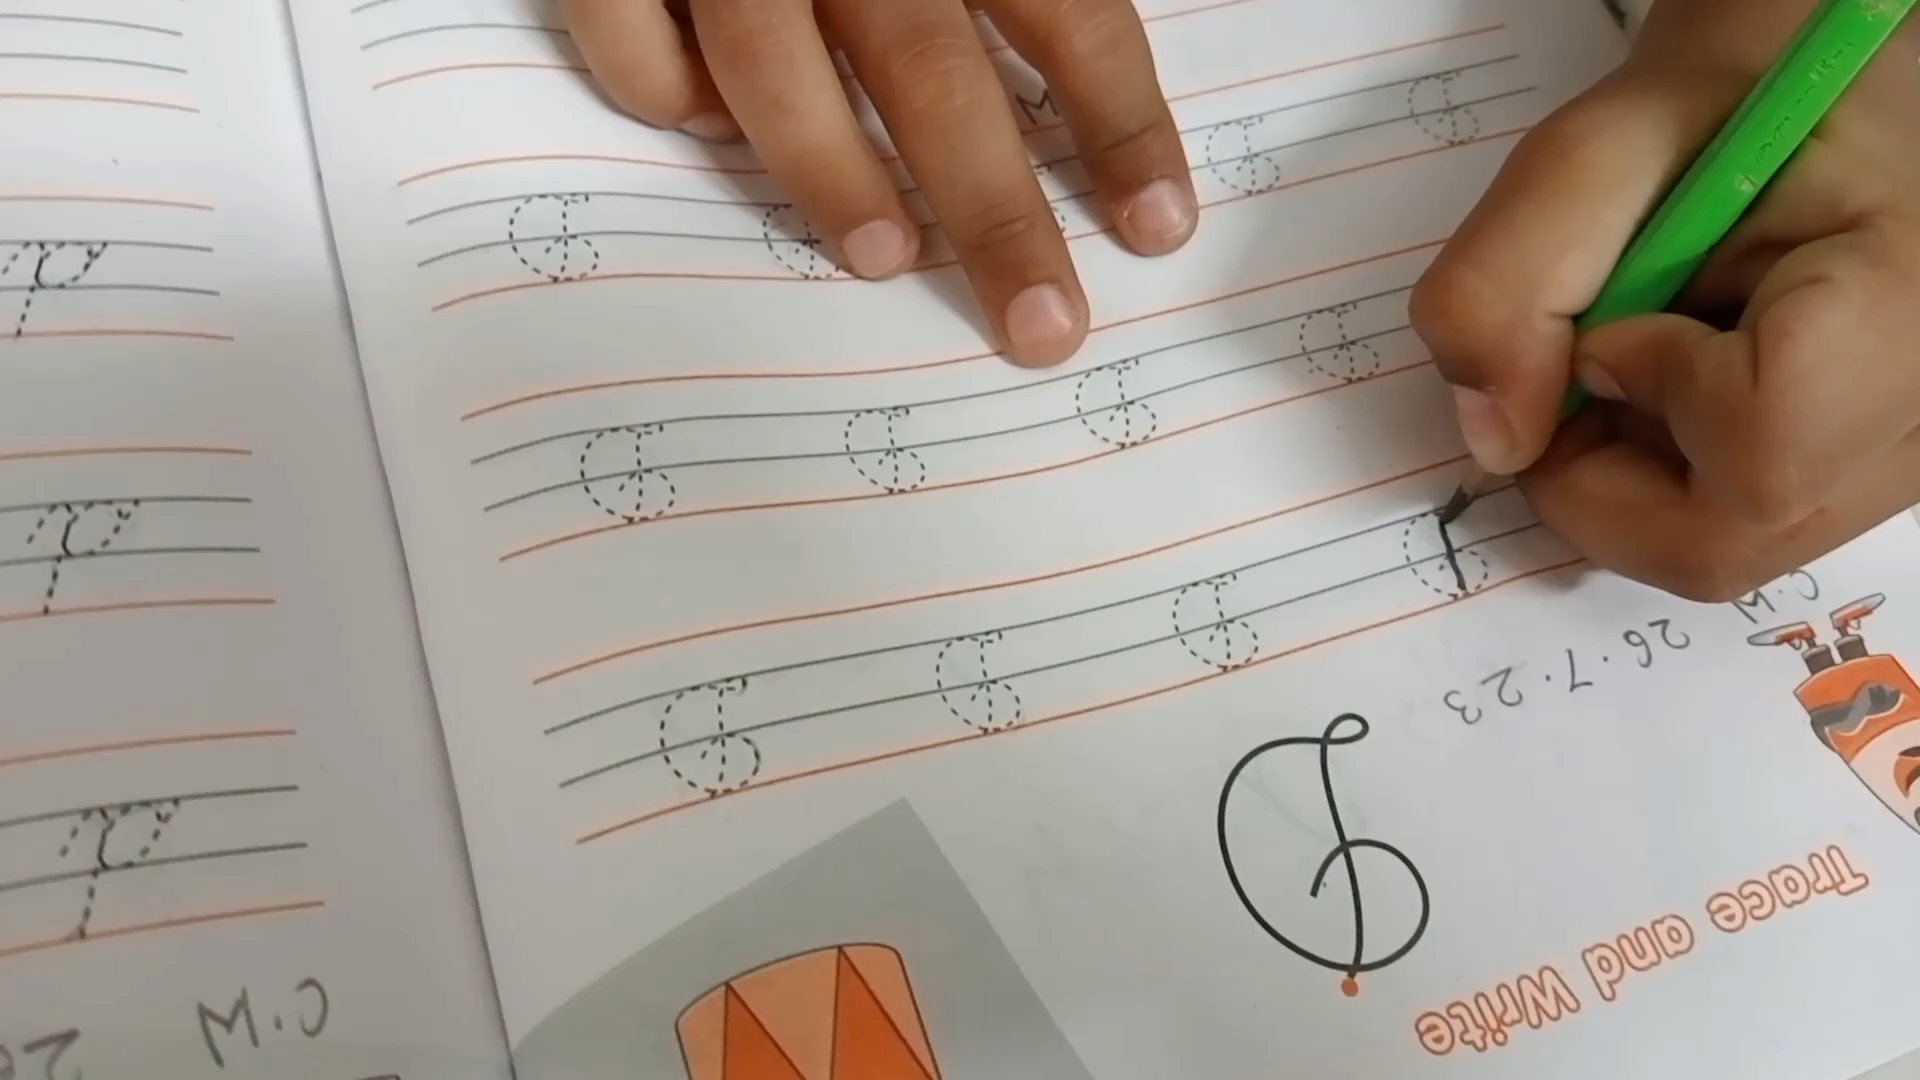 Trace and Write
C.W
26.7.23
D
D D D D
D D D D
D D D
C.W